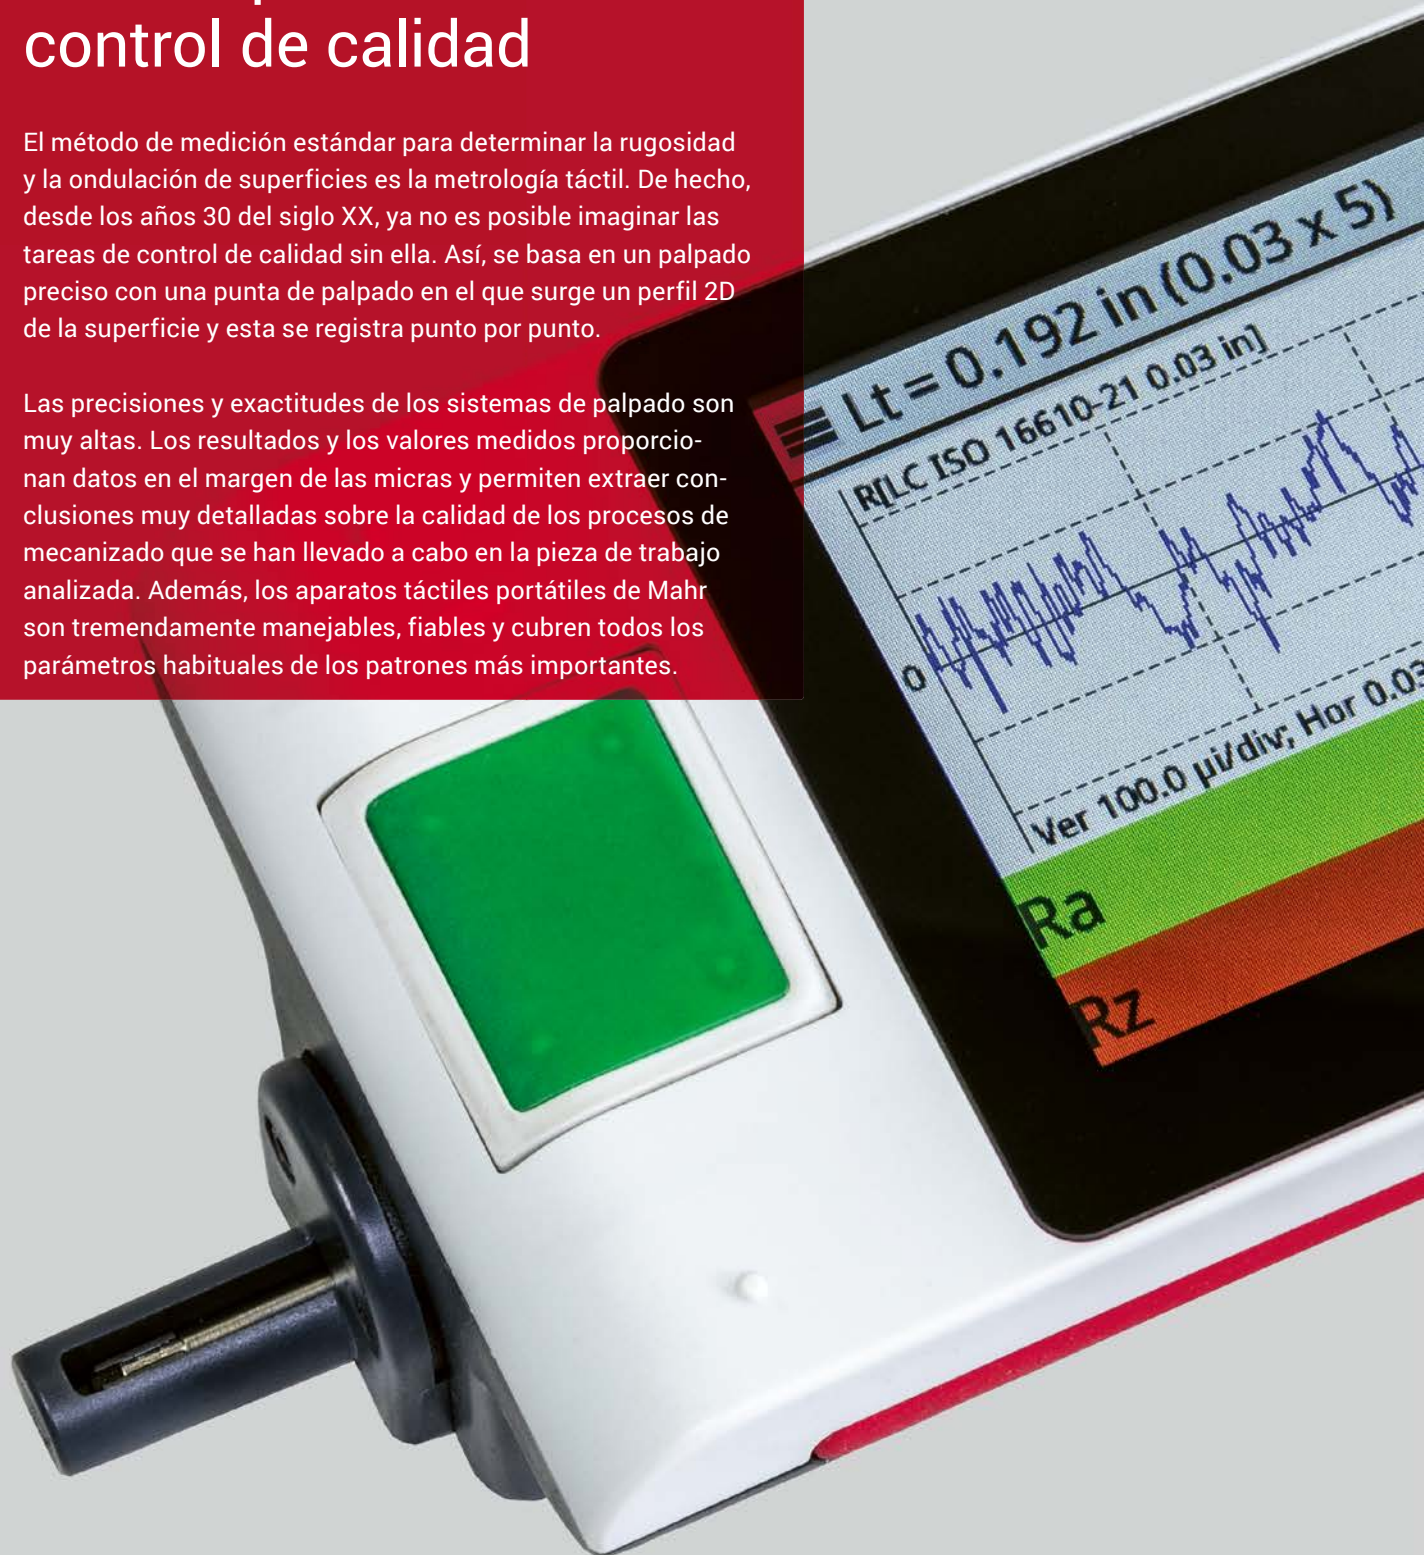 control de calidad
El método de medición estándar para determinar la rugosidad
y la ondulación de superficies es la metrología táctil. De hecho,
desde los años 30 del siglo XX, ya no es posible imaginar las
tareas de control de calidad sin ella. Así, se basa en un palpado
preciso con una punta de palpado en el que surge un perfil 2D
de la superficie y esta se registra punto por punto.
Las precisiones y exactitudes de los sistemas de palpado son
muy altas. Los resultados y los valores medidos proporcio-
nan datos en el margen de las micras y permiten extraer con-
clusiones muy detalladas sobre la calidad de los procesos de
mecanizado que se han llevado a cabo en la pieza de trabajo
analizada. Además, los aparatos táctiles portátiles de Mahr
son tremendamente manejables, fiables y cubren todos los
parámetros habituales de los patrones más importantes.
Lt = 0.192 in (0.03 x 5)
R[LC ISO 16610-21 0.03 in]
0
Ver 100.0 µi/div; Hor 0.03
Ra
Rz